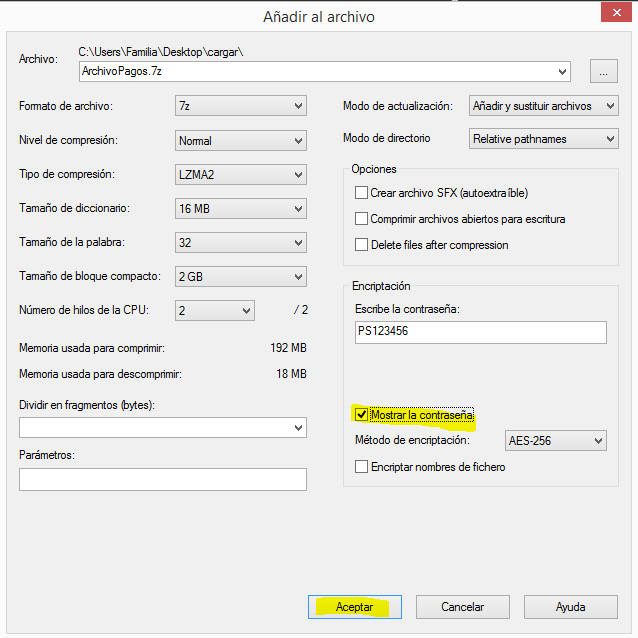 Añadir al archivo
Archivo:
C:\Users\Familia\Desktop\cargar\
ArchivoPagos.7z
...
Formato de archivo: 7z
Nivel de compresión: Normal
Tipo de compresión: LZMA2
Tamaño de diccionario: 16 MB
Tamaño de la palabra: 32
Tamaño de bloque compacto: 2 GB
Número de hilos de la CPU: 2 / 2
Memoria usada para comprimir: 192 MB
Memoria usada para descomprimir: 18 MB
Dividir en fragmentos (bytes):
Parámetros:
Modo de actualización: Añadir y sustituir archivos
Modo de directorio Relative pathnames
Opciones
Crear archivo SFX (autoextraíble)
Comprimir archivos abiertos para escritura
Delete files after compression
Encriptación
Escribe la contraseña:
PS123456
Mostrar la contraseña
Método de encriptación: AES-256
Encriptar nombres de fichero
Aceptar Cancelar Ayuda